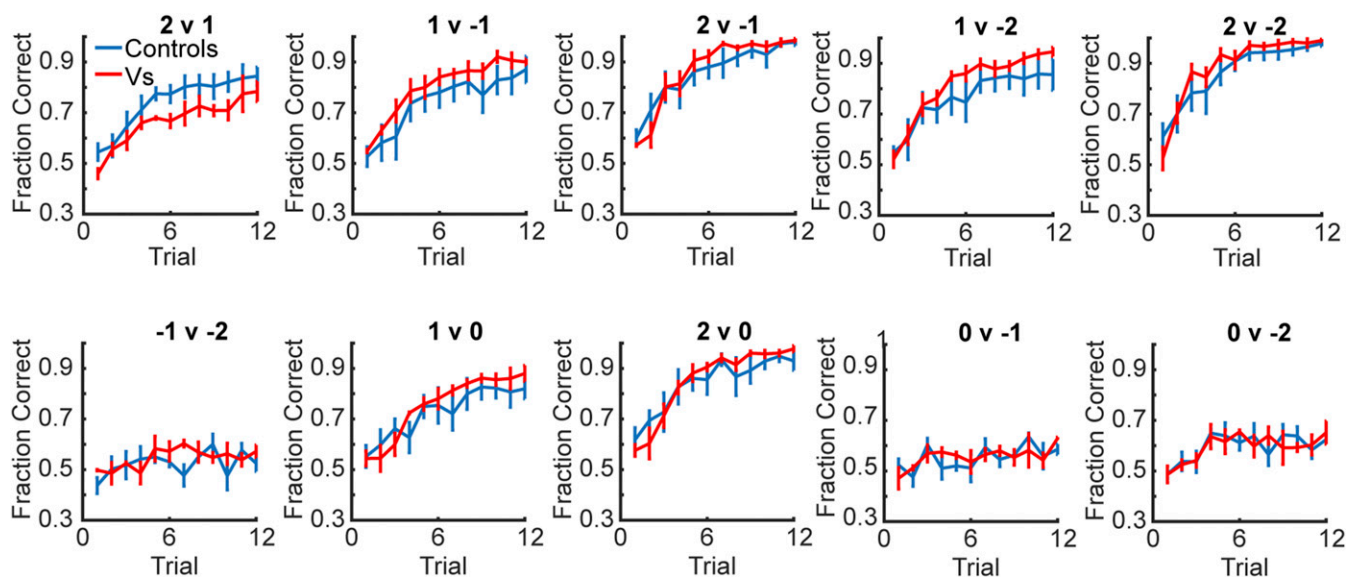 2 v 1
1 v -1
2 v -1
1 v -2
2 v -2
Controls
Vs
Fraction Correct
0.9
0.7
0.5
0.3
0
6
12
Trial
Fraction Correct
0.9
0.7
0.5
0.3
0
6
12
Trial
Fraction Correct
0.9
0.7
0.5
0.3
0
6
12
Trial
Fraction Correct
0.9
0.7
0.5
0.3
0
6
12
Trial
Fraction Correct
0.9
0.7
0.5
0.3
0
6
12
Trial
-1 v -2
1 v 0
2 v 0
0 v -1
0 v -2
Fraction Correct
0.9
0.7
0.5
0.3
0
6
12
Trial
Fraction Correct
0.9
0.7
0.5
0.3
0
6
12
Trial
Fraction Correct
0.9
0.7
0.5
0.3
0
6
12
Trial
Fraction Correct
1
0.9
0.7
0.5
0.3
0
6
12
Trial
Fraction Correct
0.9
0.7
0.5
0.3
0
6
12
Trial